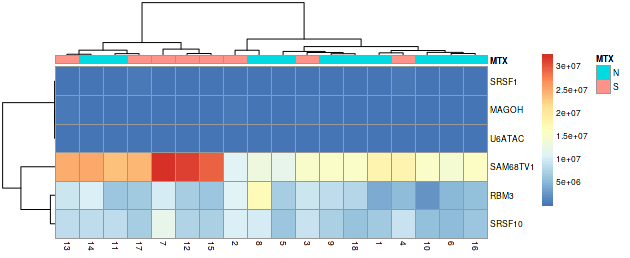 MTX
MTX
N
S
3e+07
2.5e+07
2e+07
1.5e+07
1e+07
5e+06
SRSF1
MAGOH
U6ATAC
SAM68TV1
RBM3
SRSF10
13 14 11 17 7 12 15 2 8 5 3 9 18 1 4 10 6 16